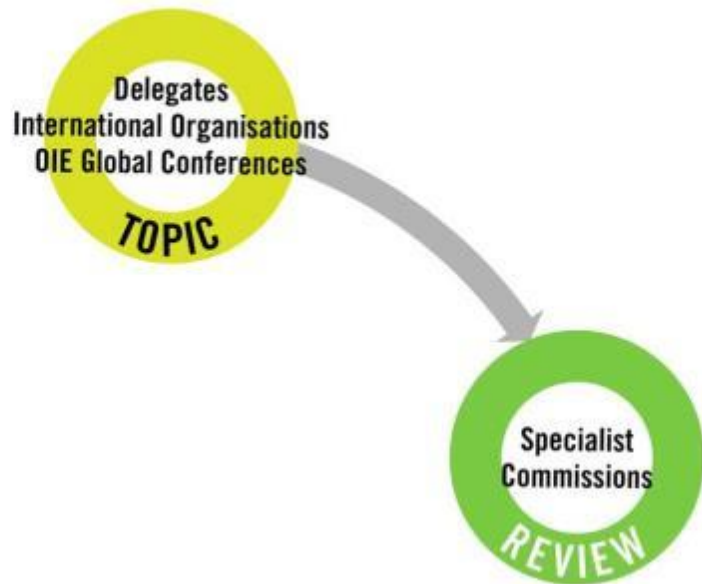 Delegates
International Organisations
OIE Global Conferences
TOPIC
Specialist
Commissions
REVIEW